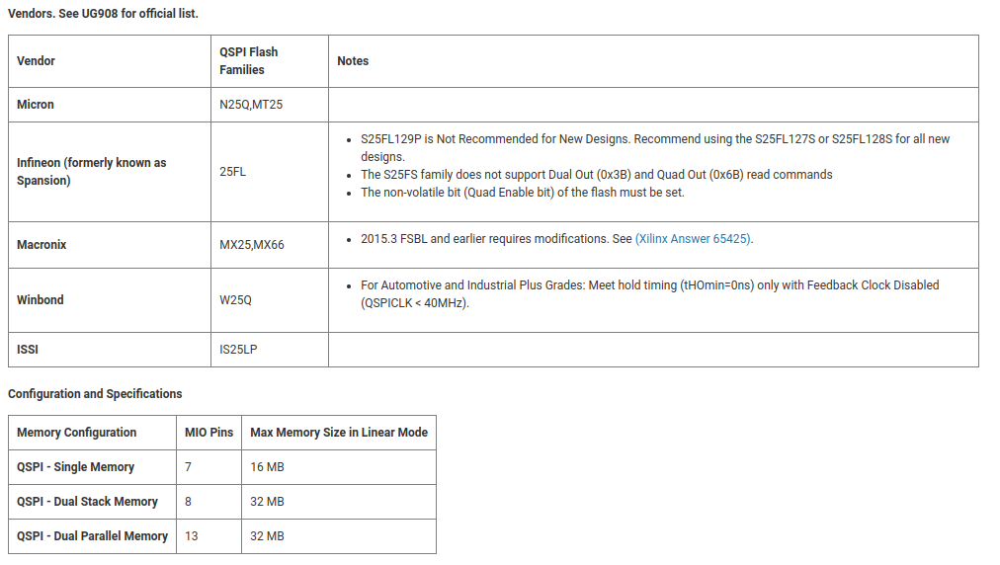 Vendors. See UG908 for official list.
Vendor
QSPI Flash
Families
Notes
Micron
N25Q,MT25
Infineon (formerly known as
Spansion)
25FL
S25FL129P is Not Recommended for New Designs. Recommend using the S25FL127S or S25FL128S for all new
designs.
The S25FS family does not support Dual Out (0x3B) and Quad Out (0x6B) read commands
The non-volatile bit (Quad Enable bit) of the flash must be set.
Macronix
MX25,MX66
2015.3 FSBL and earlier requires modifications. See (Xilinx Answer 65425).
Winbond
W25Q
For Automotive and Industrial Plus Grades: Meet hold timing (tHOmin=0ns) only with Feedback Clock Disabled
(QSPICLK < 40MHz).
ISSI
IS25LP
Configuration and Specifications
Memory Configuration
MIO Pins
Max Memory Size in Linear Mode
QSPI - Single Memory
7
16 MB
QSPI - Dual Stack Memory
8
32 MB
QSPI - Dual Parallel Memory
13
32 MB